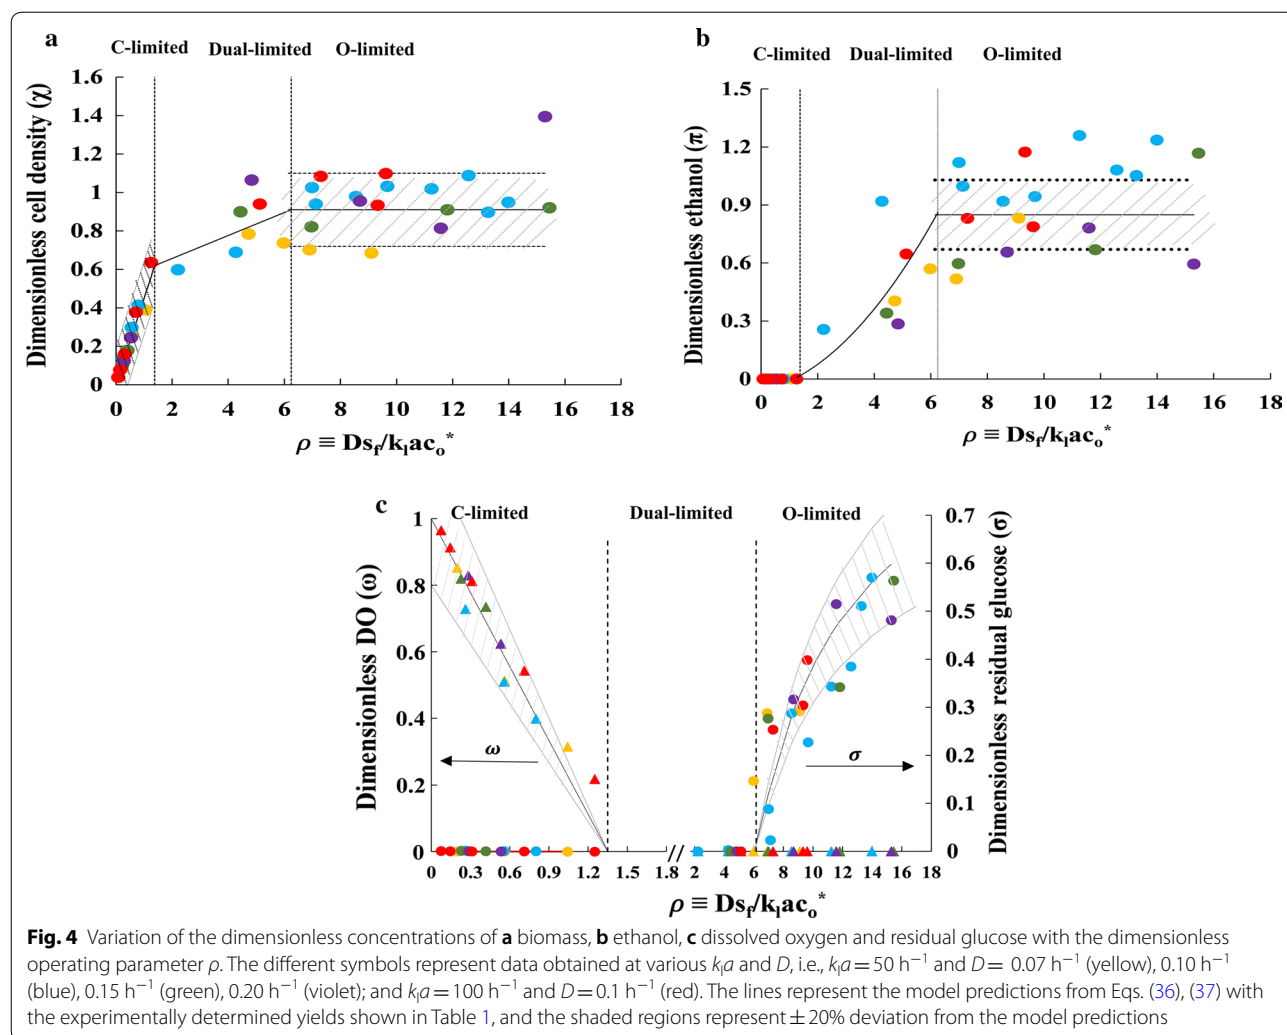 a
C-limited Dual-limited O-limited
1.6
1.4
1.2
1
0.8
0.6
0.4
0.2
0
Dimensionless cell density (χ)
0 2 4 6 8 10 12 14 16 18
ρ ≡ Ds_f/k_lac_o^*
b
C-limited Dual-limited O-limited
1.5
1.2
0.9
0.6
0.3
0
Dimensionless ethanol (π)
0 2 4 6 8 10 12 14 16 18
ρ ≡ Ds_f/k_lac_o^*
c
C-limited Dual-limited O-limited
1
0.8
0.6
0.4
0.2
0
Dimensionless DO (ω)
ω
σ
0.7
0.6
0.5
0.4
0.3
0.2
0.1
0
Dimensionless residual glucose (σ)
0 0.3 0.6 0.9 1.2 1.5 1.8 // 2 4 6 8 10 12 14 16 18
ρ ≡ Ds_f/k_lac_o^*
Fig. 4 Variation of the dimensionless concentrations of a biomass, b ethanol, c dissolved oxygen and residual glucose with the dimensionless
operating parameter ρ. The different symbols represent data obtained at various k_la and D, i.e., k_la = 50 h⁻¹ and D = 0.07 h⁻¹ (yellow), 0.10 h⁻¹
(blue), 0.15 h⁻¹ (green), 0.20 h⁻¹ (violet); and k_la = 100 h⁻¹ and D = 0.1 h⁻¹ (red). The lines represent the model predictions from Eqs. (36), (37) with
the experimentally determined yields shown in Table 1, and the shaded regions represent ± 20% deviation from the model predictions